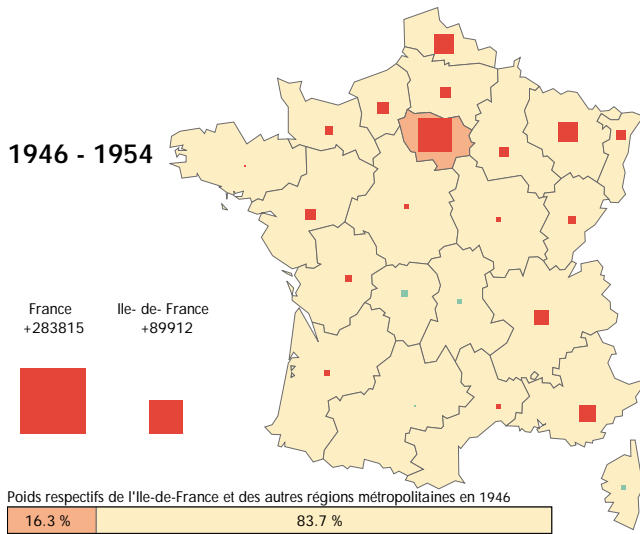 1946 - 1954
France
+283815
Ile- de- France
+89912
Poids respectifs de l'Ile-de-France et des autres régions métropolitaines en 1946
16.3 %
83.7 %